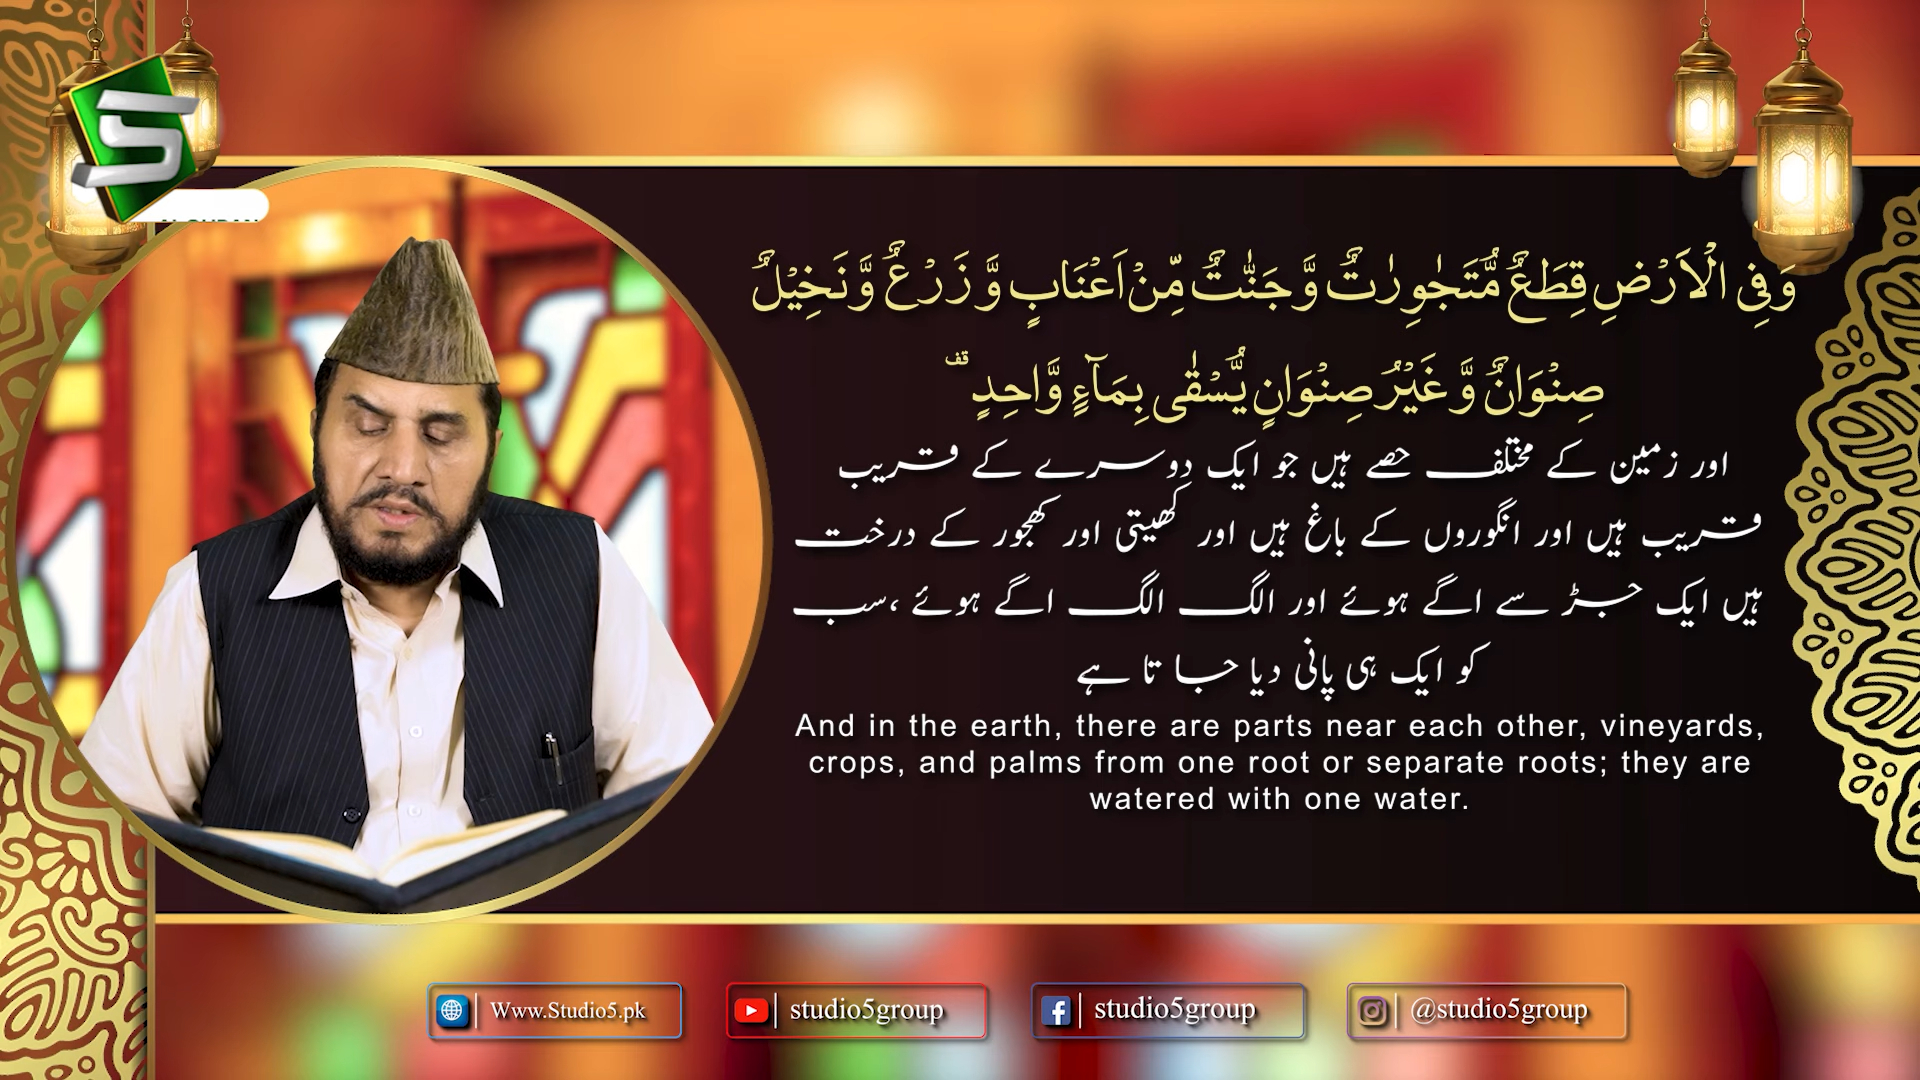 وَفِی الْاَرْضِ قِطَعٌ مُّتَجٰوِرٰتٌ وَّ جَنّٰتٌ مِّنْ اَعْنَابٍ وَّ زَرْعٌ وَّ نَخِیْلٌ
صِنْوَانٌ وَّ غَیْرُ صِنْوَانٍ یُّسْقٰی بِمَآءٍ وَّاحِدٍ ۟ قف
اور زمین کے مختلف حصے ہیں جو ایک دوسرے کے قریب
قریب ہیں اور انگوروں کے باغ ہیں اور کھیتی اور کھجور کے درخت
ہیں ایک جڑ سے اگے ہوئے اور الگ الگ اگے ہوئے ،سب
کو ایک ہی پانی دیا جا تا ہے
And in the earth, there are parts near each other, vineyards,
crops, and palms from one root or separate roots; they are
watered with one water.
Www.Studio5.pk
studio5group
studio5group
@studio5group